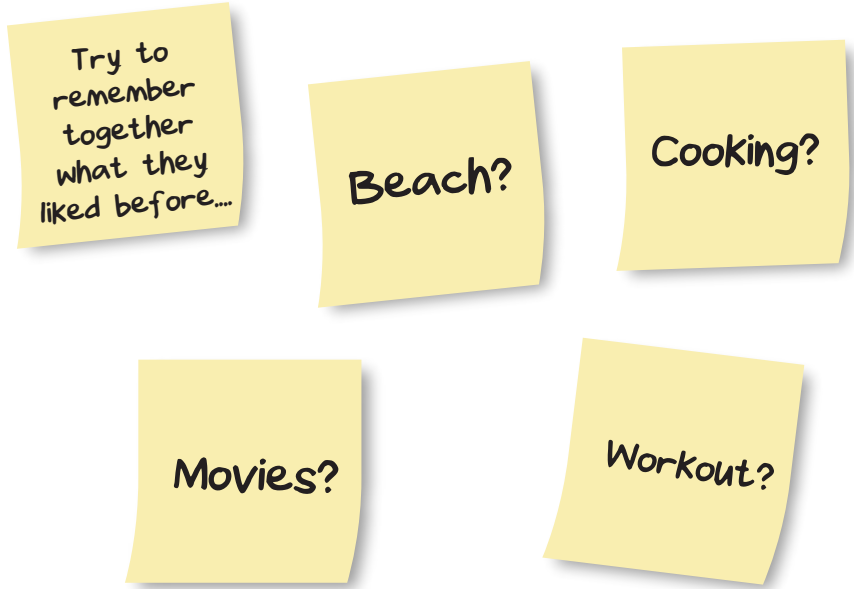 Try to
remember
together
what they
liked before....
Beach?
Cooking?
Movies?
Workout?